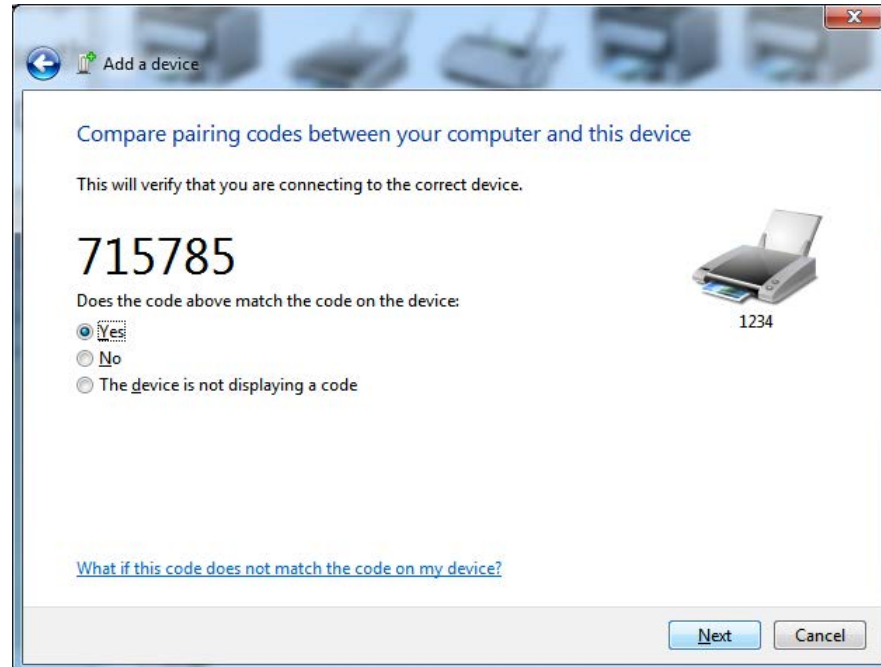 Add a device
Compare pairing codes between your computer and this device
This will verify that you are connecting to the correct device.
715785
Does the code above match the code on the device:
1234
Yes
No
The device is not displaying a code
What if this code does not match the code on my device?
Next
Cancel